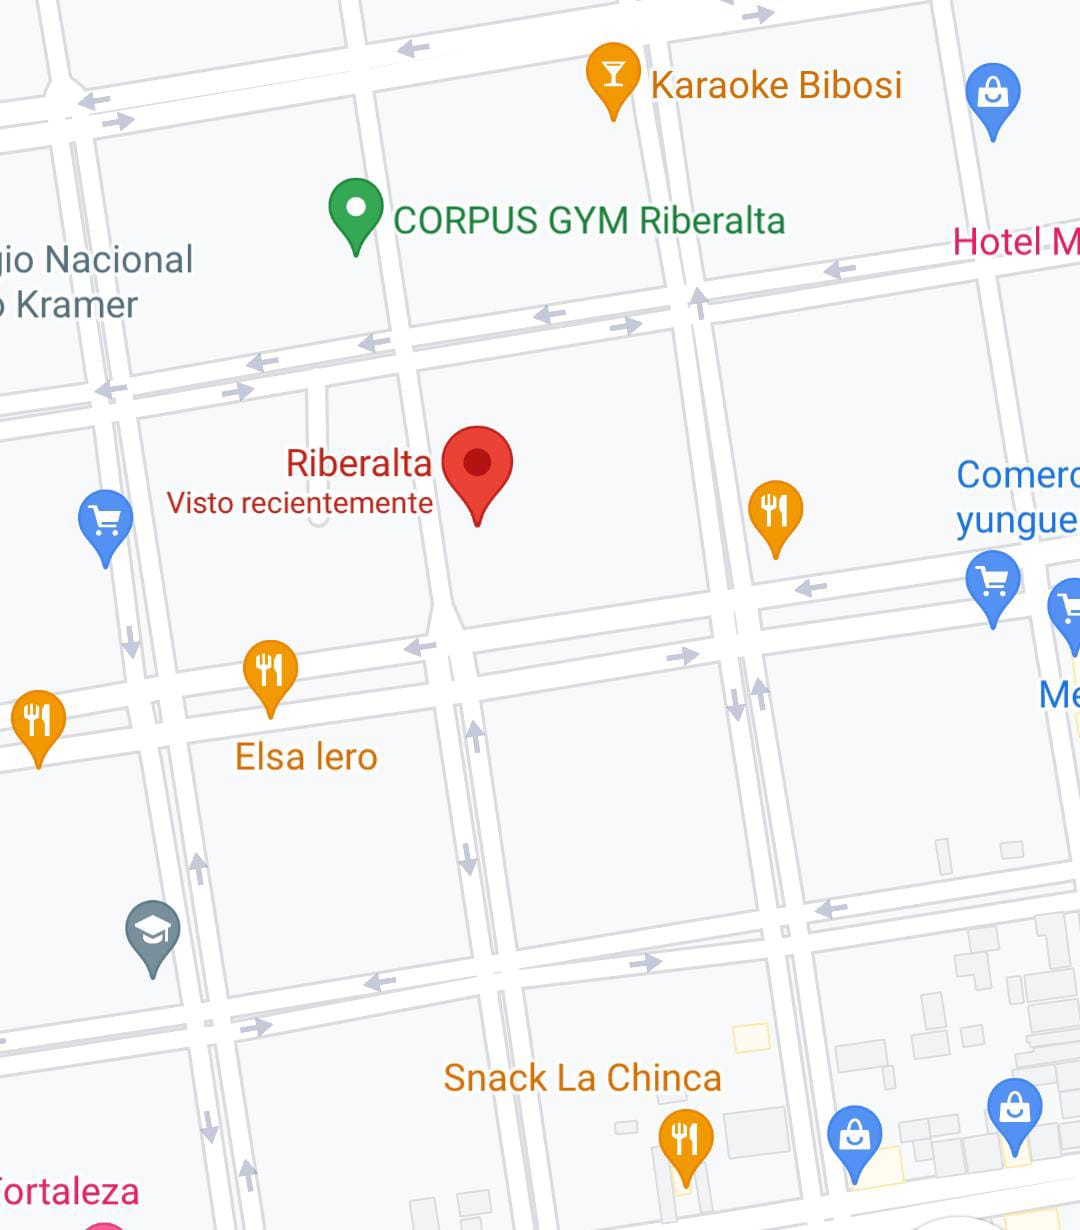 Karaoke Bibosi
CORPUS GYM Riberalta
Hotel M
gio Nacional
o Kramer
Riberalta
Visto recientemente
Comerc
yungue
Me
Elsa lero
Snack La Chinca
Fortaleza